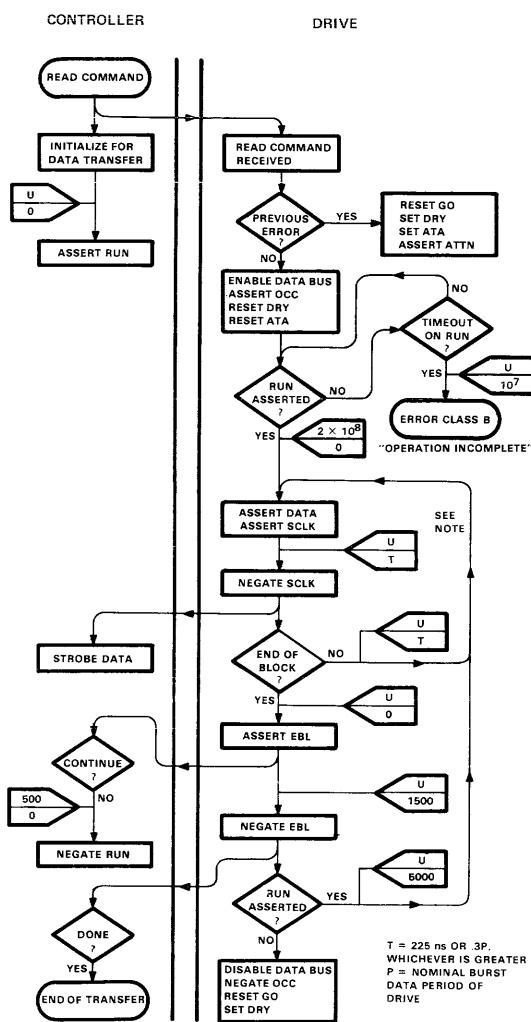 CONTROLLER
DRIVE
READ COMMAND
INITIALIZE FOR
DATA TRANSFER
U
0
ASSERT RUN
READ COMMAND
RECEIVED
PREVIOUS
ERROR
?
YES
RESET GO
SET DRY
SET ATA
ASSERT ATTN
NO
ENABLE DATA BUS
ASSERT OCC
RESET DRY
RESET ATA
NO
TIMEOUT
ON RUN
?
YES
U
10⁷
ERROR CLASS B
"OPERATION INCOMPLETE"
RUN
ASSERTED
?
NO
YES
2 × 10⁸
0
ASSERT DATA
ASSERT SCLK
SEE
NOTE
U
T
NEGATE SCLK
STROBE DATA
END OF
BLOCK
?
NO
U
T
YES
U
0
ASSERT EBL
CONTINUE
?
NO
500
0
NEGATE RUN
U
1500
NEGATE EBL
RUN
ASSERTED
?
YES
U
5000
NO
DONE
?
YES
END OF TRANSFER
DISABLE DATA BUS
NEGATE OCC
RESET GO
SET DRY
T = 225 ns OR .3P.
WHICHEVER IS GREATER
P = NOMINAL BURST
DATA PERIOD OF
DRIVE